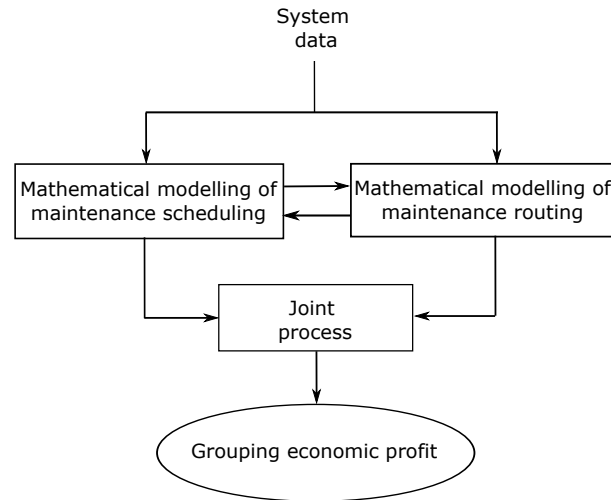 System
data
Mathematical modelling of
maintenance scheduling
Mathematical modelling of
maintenance routing
Joint
process
Grouping economic profit